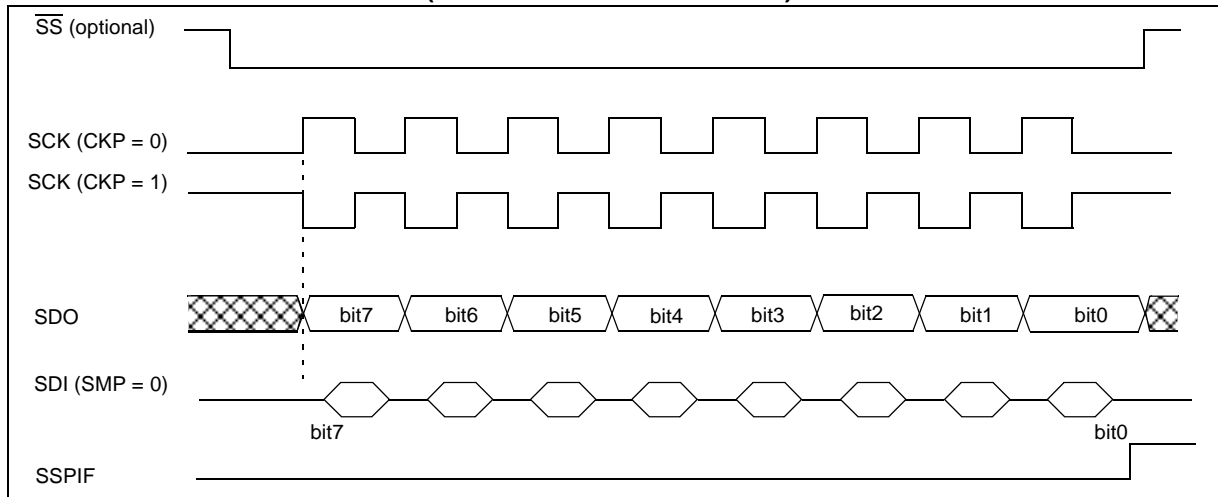 SS (optional)
SCK (CKP = 0)
SCK (CKP = 1)
SDO
bit7 bit6 bit5 bit4 bit3 bit2 bit1 bit0
SDI (SMP = 0)
bit7 bit0
SSPIF